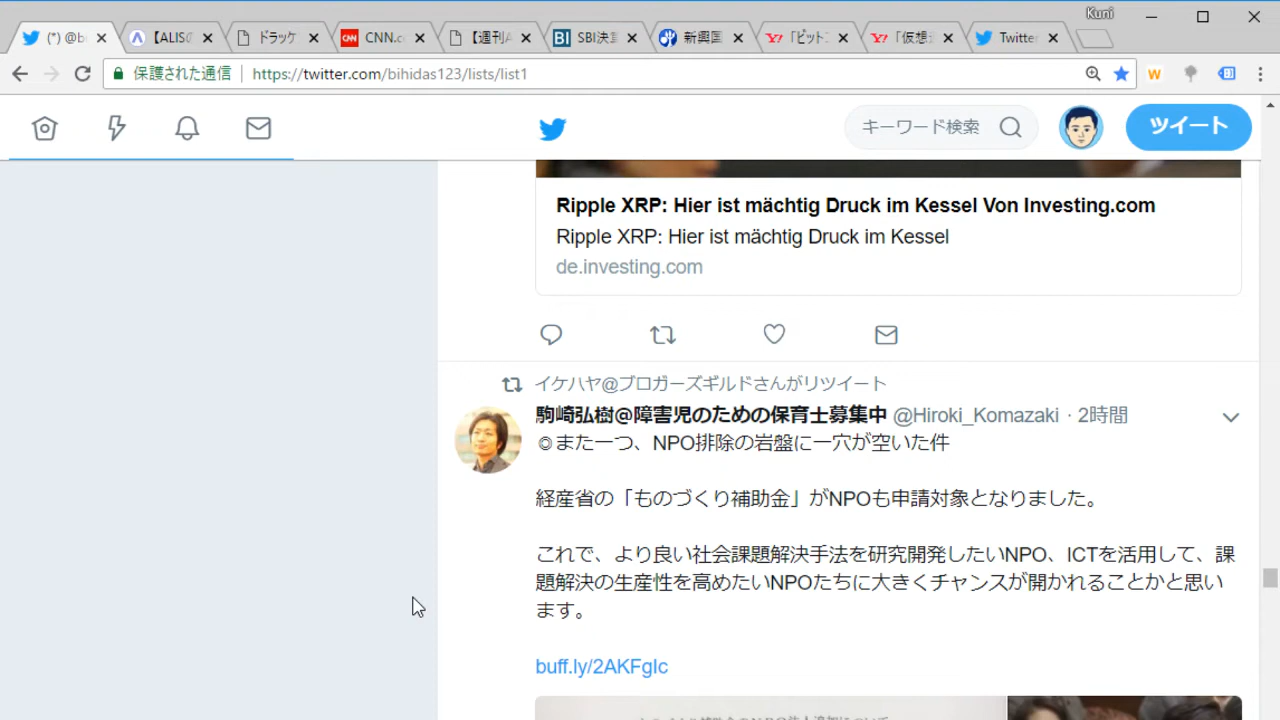 Kuni
(*) @b
【ALIS
ドラッケ
CNN
CNN.c
【週刊
BI
SBI決算
新興国
「ビット
「仮想
Twitter
保護された通信
https://twitter.com/bihidas123/lists/list1
W
キーワード検索
ツイート
Ripple XRP: Hier ist mächtig Druck im Kessel Von Investing.com
Ripple XRP: Hier ist mächtig Druck im Kessel
de.investing.com
イケハヤ@ブロガーズギルドさんがリツイート
駒崎弘樹@障害児のための保育士募集中 @Hiroki_Komazaki · 2時間
◎また一つ、NPO排除の岩盤に一穴が空いた件
経産省の「ものづくり補助金」がNPOも申請対象となりました。
これで、より良い社会課題解決手法を研究開発したいNPO、ICTを活用して、課
題解決の生産性を高めたいNPOたちに大きくチャンスが開かれることかと思い
ます。
buff.ly/2AKFgIc